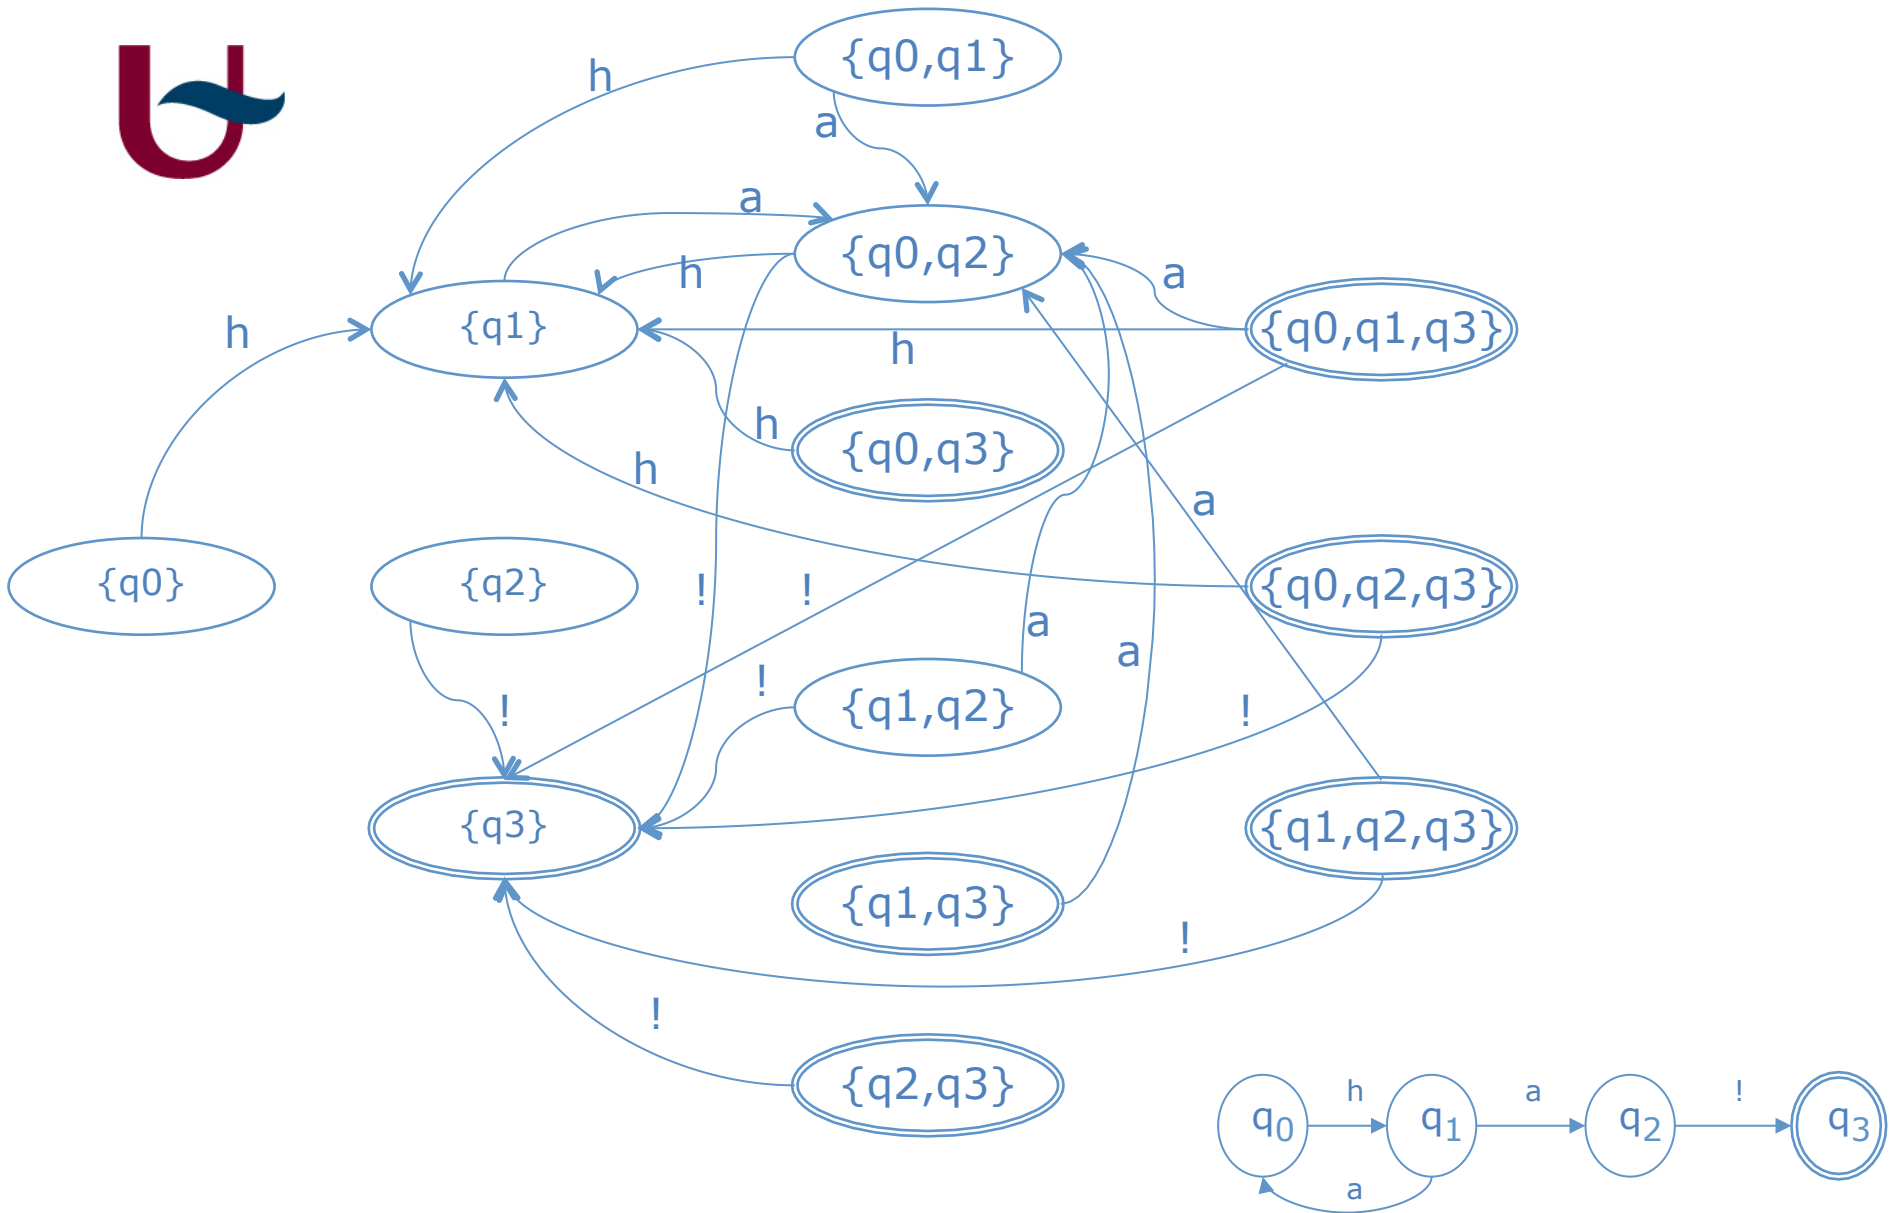 {q0,q1}
h
a
a
{q0,q2}
h
a
{q1}
h
{q0,q1,q3}
h
h
{q0,q3}
h
a
{q0}
{q2}
!
!
{q0,q2,q3}
a
a
!
{q1,q2}
!
!
{q3}
{q1,q2,q3}
{q1,q3}
!
!
{q2,q3}
h
a
!
q0
q1
q2
q3
a